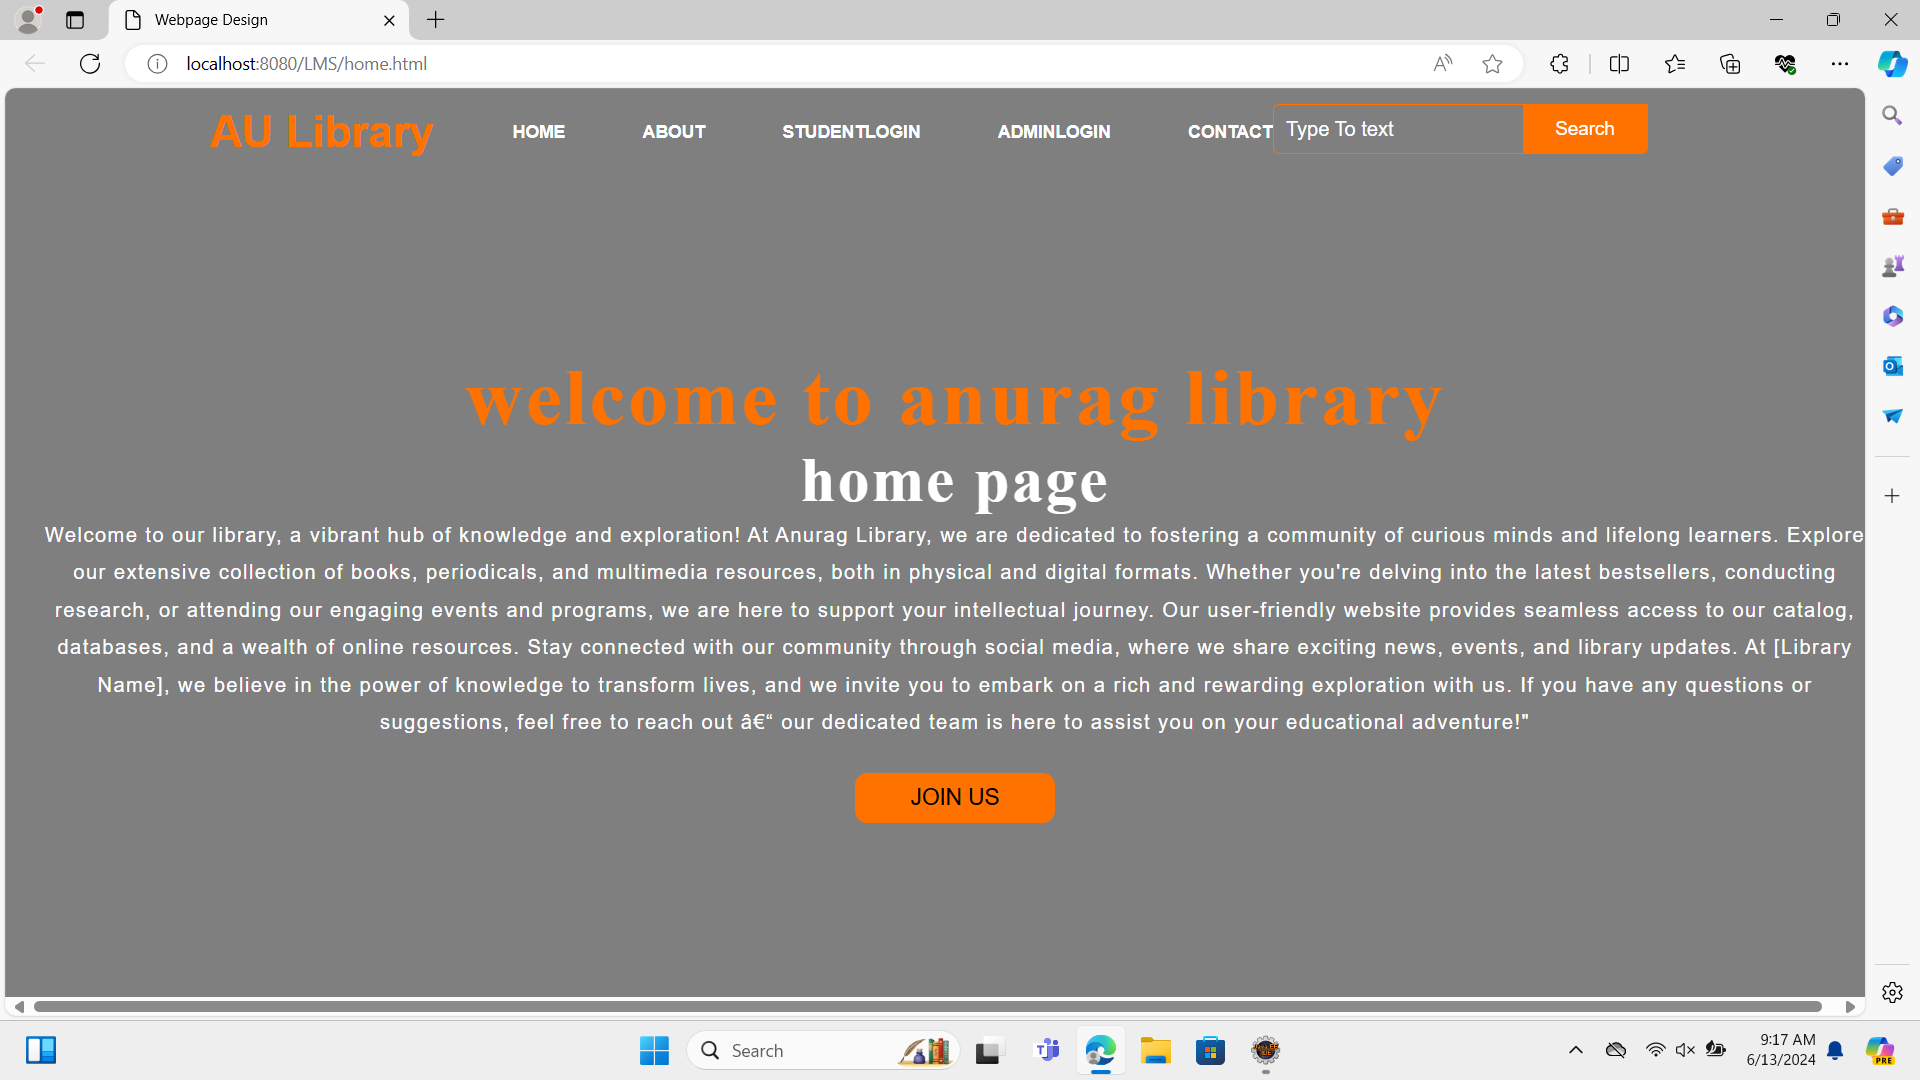 Webpage Design
localhost:8080/LMS/home.html
AU Library
HOME
ABOUT
STUDENTLOGIN
ADMINLOGIN
CONTACT
Type To text
Search
welcome to anurag library
home page
Welcome to our library, a vibrant hub of knowledge and exploration! At Anurag Library, we are dedicated to fostering a community of curious minds and lifelong learners. Explore
our extensive collection of books, periodicals, and multimedia resources, both in physical and digital formats. Whether you're delving into the latest bestsellers, conducting
research, or attending our engaging events and programs, we are here to support your intellectual journey. Our user-friendly website provides seamless access to our catalog,
databases, and a wealth of online resources. Stay connected with our community through social media, where we share exciting news, events, and library updates. At [Library
Name], we believe in the power of knowledge to transform lives, and we invite you to embark on a rich and rewarding exploration with us. If you have any questions or
suggestions, feel free to reach out â€“ our dedicated team is here to assist you on your educational adventure!"
JOIN US
Search
9:17 AM
6/13/2024
PRE